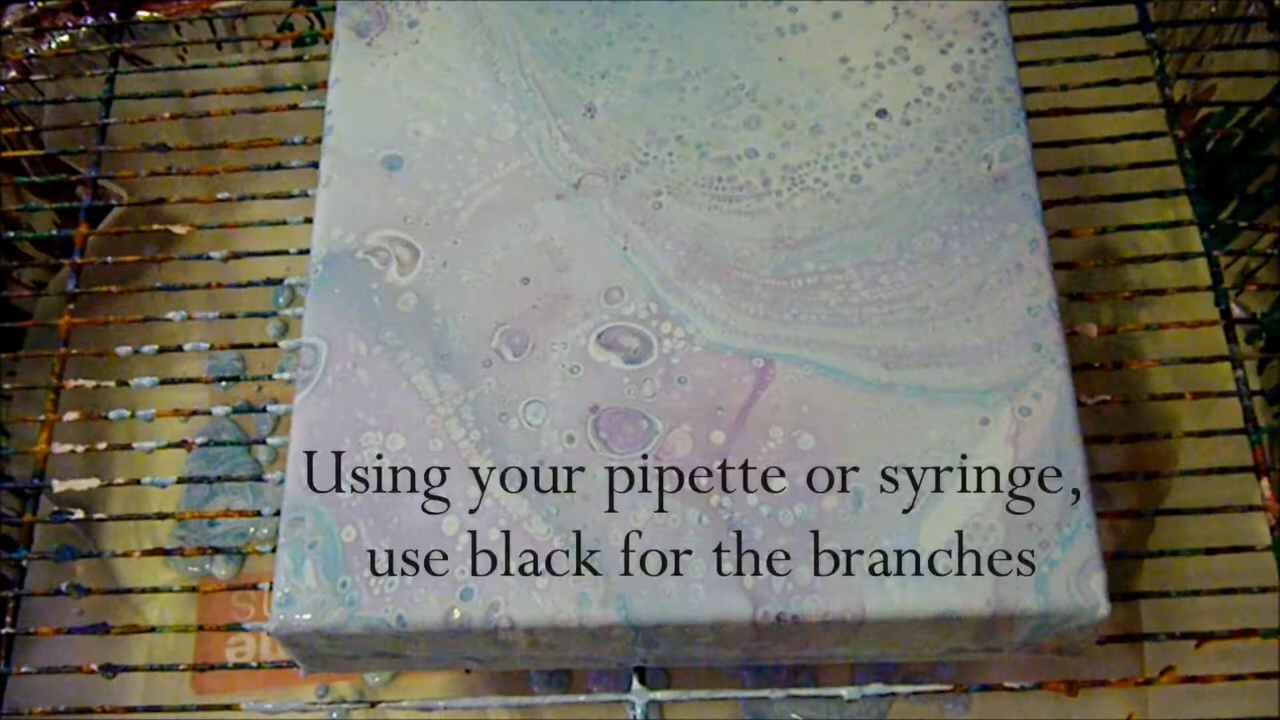 Using your pipette or syringe,
use black for the branches